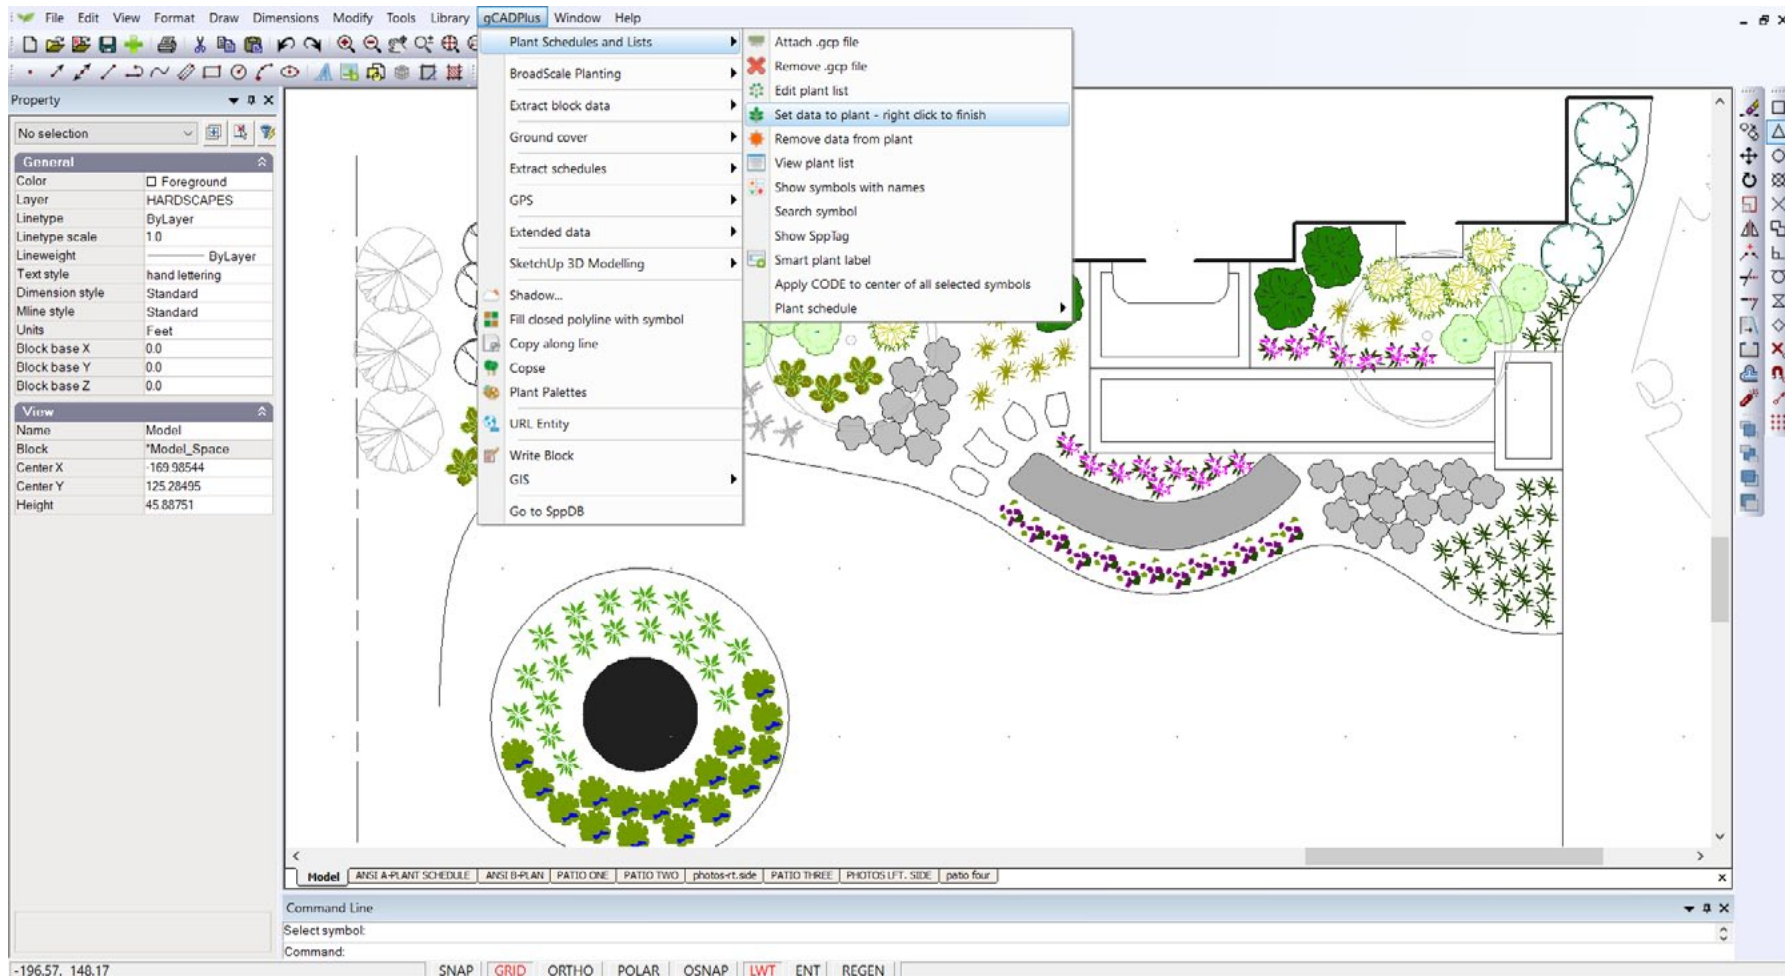 File Edit View Format Draw Dimensions Modify Tools Library gCADPlus Window Help
Property
No selection
General
Color Foreground
Layer HARDSCAPES
Linetype ByLayer
Linetype scale 1.0
Lineweight ByLayer
Text style hand lettering
Dimension style Standard
Mline style Standard
Units Feet
Block base X 0.0
Block base Y 0.0
Block base Z 0.0
View
Name Model
Block *Model_Space
Center X -169.98544
Center Y 125.28495
Height 45.88751
Plant Schedules and Lists
BroadScale Planting
Extract block data
Ground cover
Extract schedules
GPS
Extended data
SketchUp 3D Modelling
Shadow...
Fill closed polyline with symbol
Copy along line
Copse
Plant Palettes
URL Entity
Write Block
GIS
Go to SppDB
Attach .gcp file
Remove .gcp file
Edit plant list
Set data to plant - right click to finish
Remove data from plant
View plant list
Show symbols with names
Search symbol
Show SppTag
Smart plant label
Apply CODE to center of all selected symbols
Plant schedule
Model ANSI A-PLANT SCHEDULE ANSI B-PLAN PATIO ONE PATIO TWO photos-rt.side PATIO THREE PHOTOS LFT. SIDE patio four
Command Line
Select symbol:
Command:
-196.57, 148.17 SNAP GRID ORTHO POLAR OSNAP LWT ENT REGEN